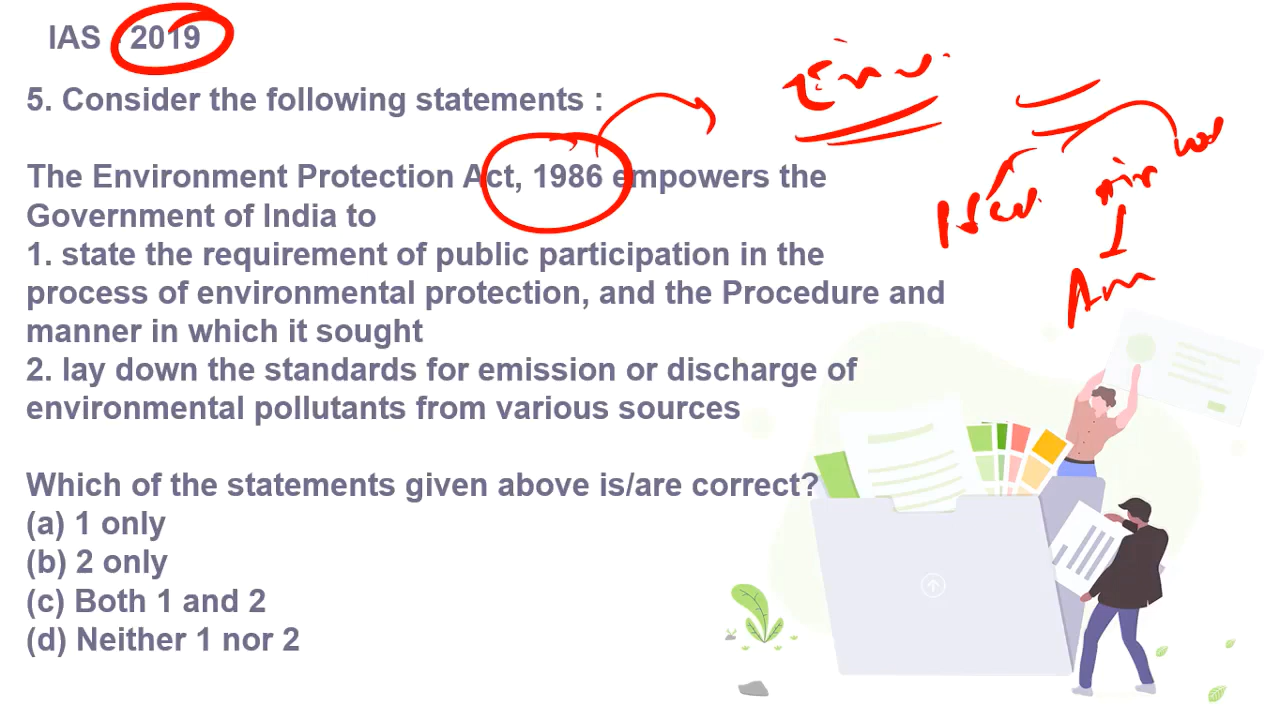 IAS 2019
5. Consider the following statements :
The Environment Protection Act, 1986 empowers the
Government of India to
1. state the requirement of public participation in the
process of environmental protection, and the Procedure and
manner in which it sought
2. lay down the standards for emission or discharge of
environmental pollutants from various sources
Which of the statements given above is/are correct?
(a) 1 only
(b) 2 only
(c) Both 1 and 2
(d) Neither 1 nor 2